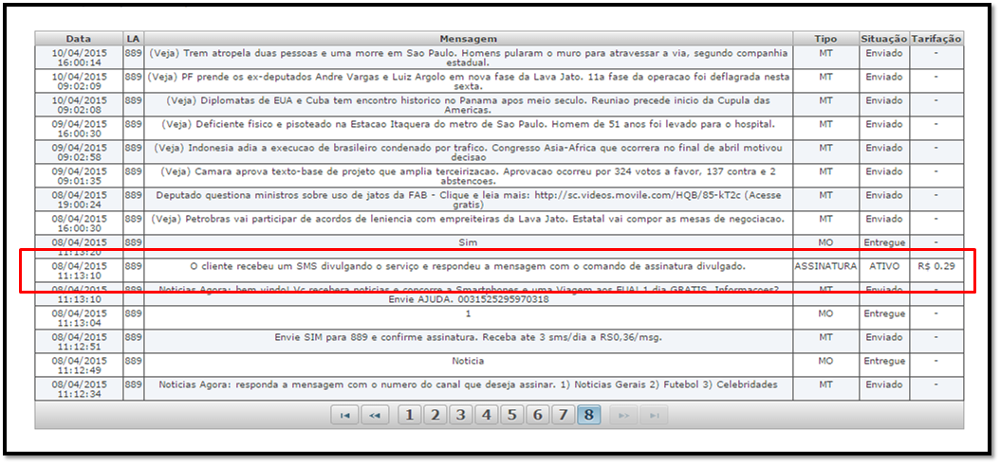 Data LA Mensagem Tipo Situação Tarifação
10/04/2015 16:00:14 889 (Veja) Trem atropela duas pessoas e uma morre em Sao Paulo. Homens pularam o muro para atravessar a via, segundo companhia MT Enviado -
estadual.
10/04/2015 09:02:09 889 (Veja) PF prende os ex-deputados Andre Vargas e Luiz Argolo em nova fase da Lava Jato. 11a fase da operacao foi deflagrada nesta MT Enviado -
sexta.
10/04/2015 09:02:08 889 (Veja) Diplomatas de EUA e Cuba tem encontro historico no Panama apos meio seculo. Reuniao precede inicio da Cupula das MT Enviado -
Americas.
09/04/2015 16:00:30 889 (Veja) Deficiente fisico e pisoteado na Estacao Itaquera do metro de Sao Paulo. Homem de 51 anos foi levado para o hospital. MT Enviado -
09/04/2015 09:02:58 889 (Veja) Indonesia adia a execucao de brasileiro condenado por trafico. Congresso Asia-Africa que ocorrera no final de abril motivou MT Enviado -
decisao
09/04/2015 09:01:35 889 (Veja) Camara aprova texto-base de projeto que amplia terceirizacao. Aprovacao ocorreu por 324 votos a favor, 137 contra e 2 MT Enviado -
abstencoes.
08/04/2015 19:00:24 889 Deputado questiona ministros sobre uso de jatos da FAB - Clique e leia mais: http://sc.videos.movile.com/HQB/85-kT2c (Acesse MT Enviado -
gratis)
08/04/2015 16:00:30 889 (Veja) Petrobras vai participar de acordos de leniencia com empreiteiras da Lava Jato. Estatal vai compor as mesas de negociacao. MT Enviado -
08/04/2015 11:13:20 889 Sim MO Entregue -
08/04/2015 11:13:10 889 O cliente recebeu um SMS divulgando o serviço e respondeu a mensagem com o comando de assinatura divulgado. ASSINATURA ATIVO R$ 0.29
08/04/2015 11:13:10 889 Noticias Agora: bem vindo! Vc recebera noticias e concorre a Smartphones e uma Viagem aos EUA! 1 dia GRATIS. Informacoes? MT Enviado -
Envie AJUDA. 0031525295970318
08/04/2015 11:13:04 889 1 MO Entregue -
08/04/2015 11:12:51 889 Envie SIM para 889 e confirme assinatura. Receba ate 3 sms/dia a RS0,36/msg. MT Enviado -
08/04/2015 11:12:49 889 Noticia MO Entregue -
08/04/2015 11:12:34 889 Noticias Agora: responda a mensagem com o numero do canal que deseja assinar. 1) Noticias Gerais 2) Futebol 3) Celebridades MT Enviado -
1 2 3 4 5 6 7 8